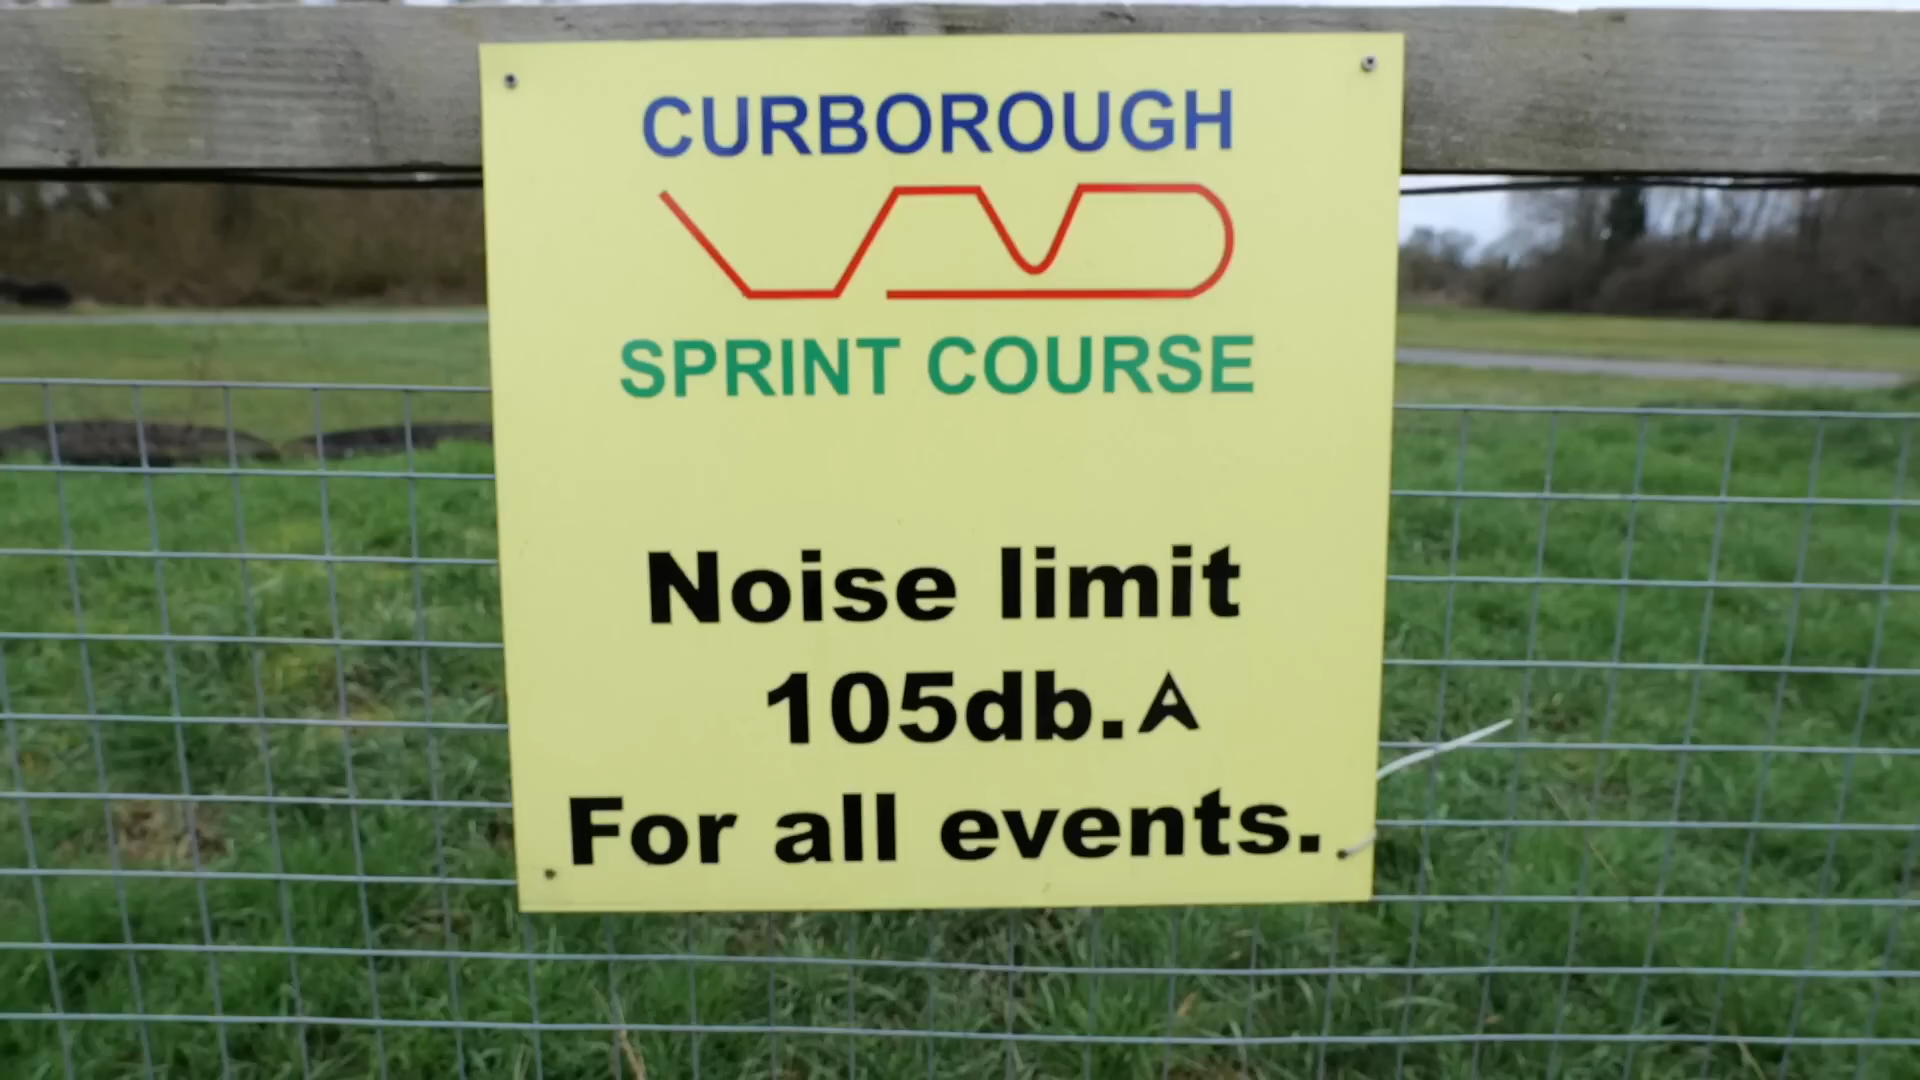 CURBOROUGH
SPRINT COURSE
Noise limit
105db.A
For all events.